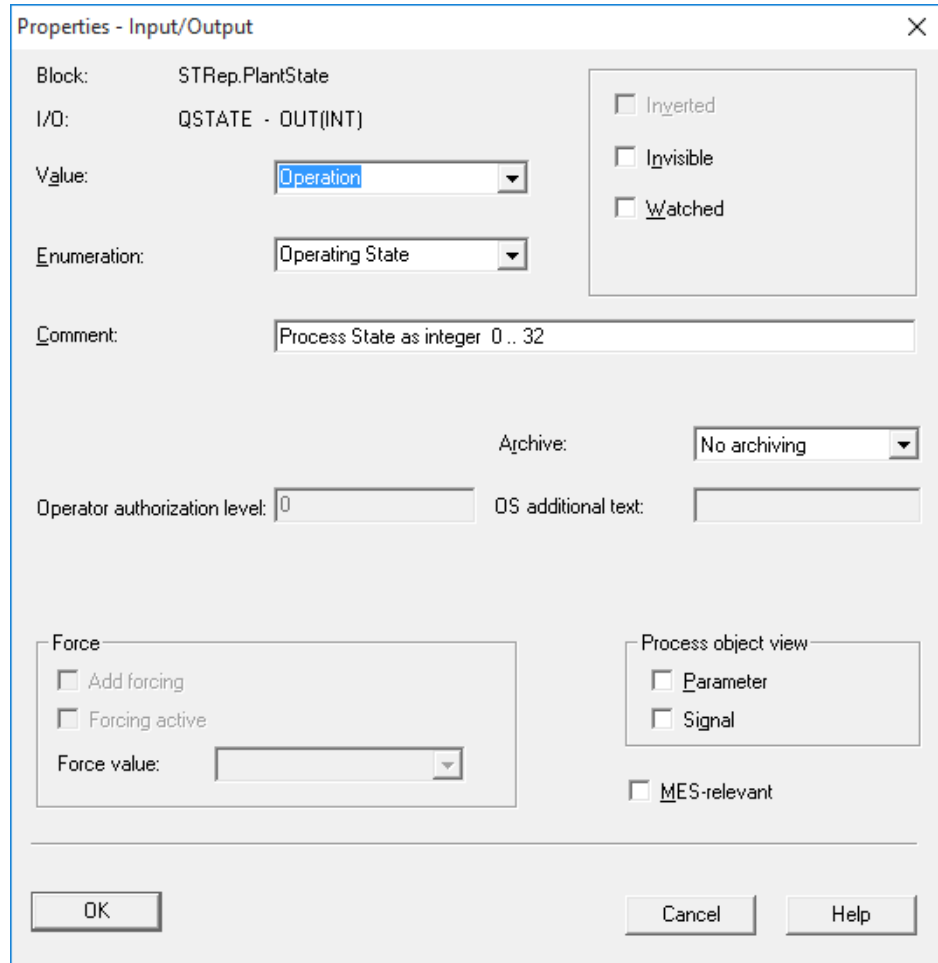 Properties - Input/Output
Block: STRep.PlantState
I/O: QSTATE - OUT(INT)
Inverted
Invisible
Watched
Value: Operation
Enumeration: Operating State
Comment: Process State as integer 0 .. 32
Archive: No archiving
Operator authorization level: 0 OS additional text:
Force
Add forcing
Forcing active
Force value:
Process object view
Parameter
Signal
MES-relevant
OK Cancel Help